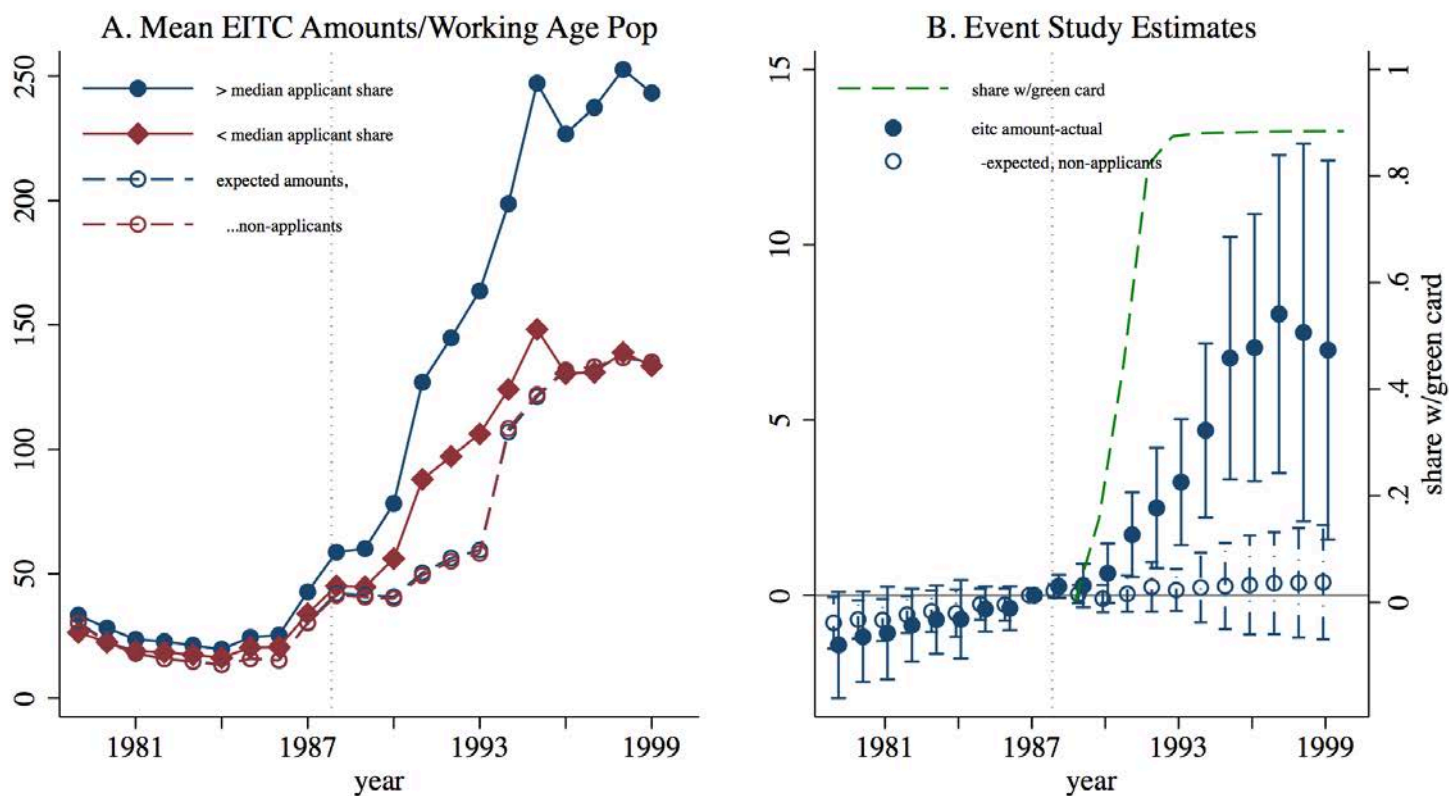 A. Mean EITC Amounts/Working Age Pop
250
200
150
100
50
0
> median applicant share
< median applicant share
expected amounts,
...non-applicants
1981
1987
1993
1999
year
B. Event Study Estimates
15
10
5
0
share w/green card
eitc amount-actual
-expected, non-applicants
1
.8
.6
.4
.2
0
share w/green card
1981
1987
1993
1999
year